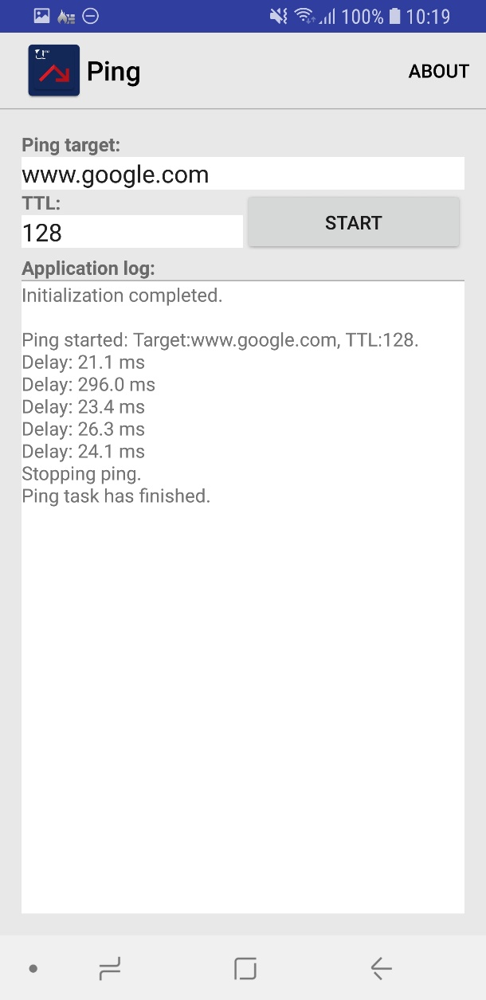 100% 10:19
Ping
ABOUT
Ping target:
www.google.com
TTL:
128
START
Application log:
Initialization completed.
Ping started: Target:www.google.com, TTL:128.
Delay: 21.1 ms
Delay: 296.0 ms
Delay: 23.4 ms
Delay: 26.3 ms
Delay: 24.1 ms
Stopping ping.
Ping task has finished.